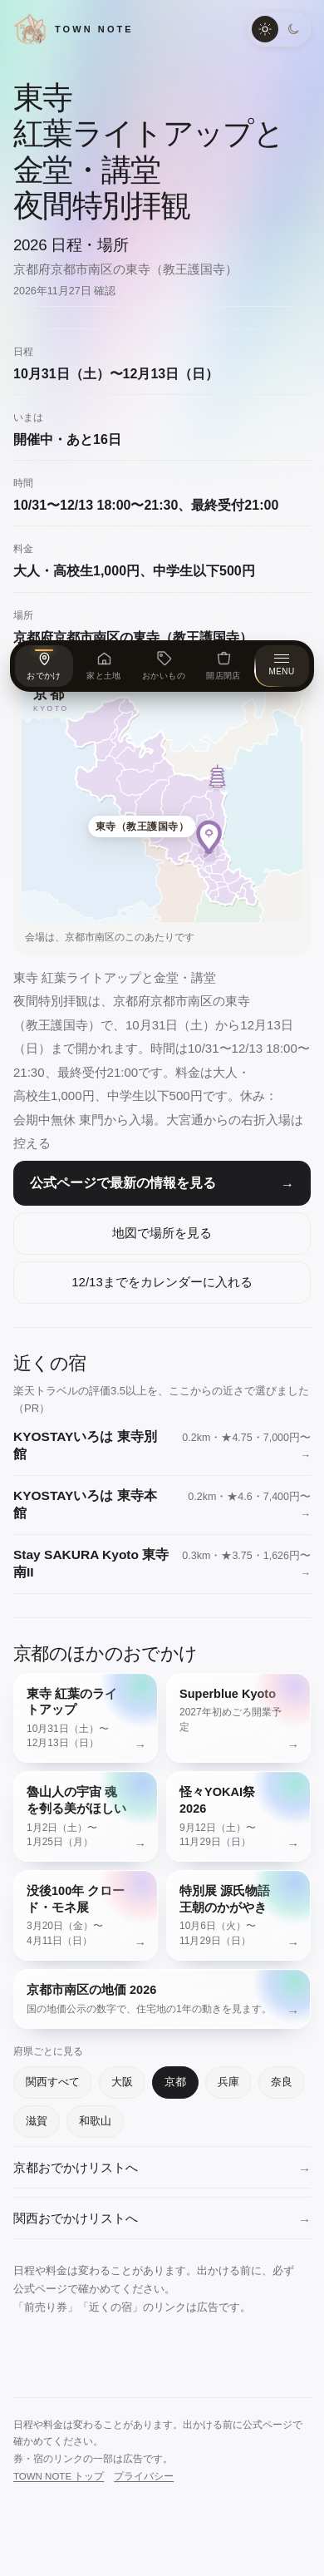 TOWN NOTE
東寺
紅葉ライトアップと
金堂・講堂
夜間特別拝観
2026 日程・場所
京都府京都市南区の東寺（教王護国寺）
2026年11月27日 確認
日程
10月31日（土）〜12月13日（日）
いまは
開催中・あと16日
時間
10/31〜12/13 18:00〜21:30、最終受付21:00
料金
大人・高校生1,000円、中学生以下500円
場所
京都府京都市南区の東寺（教王護国寺）
おでかけ
家と土地
おかいもの
開店閉店
MENU
京都
KYOTO
東寺（教王護国寺）
会場は、京都市南区のこのあたりです
東寺 紅葉ライトアップと金堂・講堂
夜間特別拝観は、京都府京都市南区の東寺
（教王護国寺）で、10月31日（土）から12月13日
（日）まで開かれます。時間は10/31〜12/13 18:00〜
21:30、最終受付21:00です。料金は大人・
高校生1,000円、中学生以下500円です。休み：
会期中無休 東門から入場。大宮通からの右折入場は
控える
公式ページで最新の情報を見る →
地図で場所を見る
12/13までをカレンダーに入れる
近くの宿
楽天トラベルの評価3.5以上を、ここからの近さで選びました
（PR）
KYOSTAYいろは 東寺別
館
0.2km・★4.75・7,000円〜
→
KYOSTAYいろは 東寺本
館
0.2km・★4.6・7,400円〜
→
Stay SAKURA Kyoto 東寺
南II
0.3km・★3.75・1,626円〜
→
京都のほかのおでかけ
東寺 紅葉のライ
トアップ
10月31日（土）〜
12月13日（日）
→
Superblue Kyoto
2027年初めごろ開業予
定
→
魯山人の宇宙 魂
を刳る美がほしい
1月2日（土）〜
1月25日（月）
→
怪々YOKAI祭
2026
9月12日（土）〜
11月29日（日）
→
没後100年 クロー
ド・モネ展
3月20日（金）〜
4月11日（日）
→
特別展 源氏物語
王朝のかがやき
10月6日（火）〜
11月29日（日）
→
京都市南区の地価 2026
国の地価公示の数字で、住宅地の1年の動きを見ます。
→
府県ごとに見る
関西すべて
大阪
京都
兵庫
奈良
滋賀
和歌山
京都おでかけリストへ →
関西おでかけリストへ →
日程や料金は変わることがあります。出かける前に、必ず
公式ページで確かめてください。
「前売り券」「近くの宿」のリンクは広告です。
日程や料金は変わることがあります。出かける前に公式ページで
確かめてください。
券・宿のリンクの一部は広告です。
TOWN NOTE トップ プライバシー